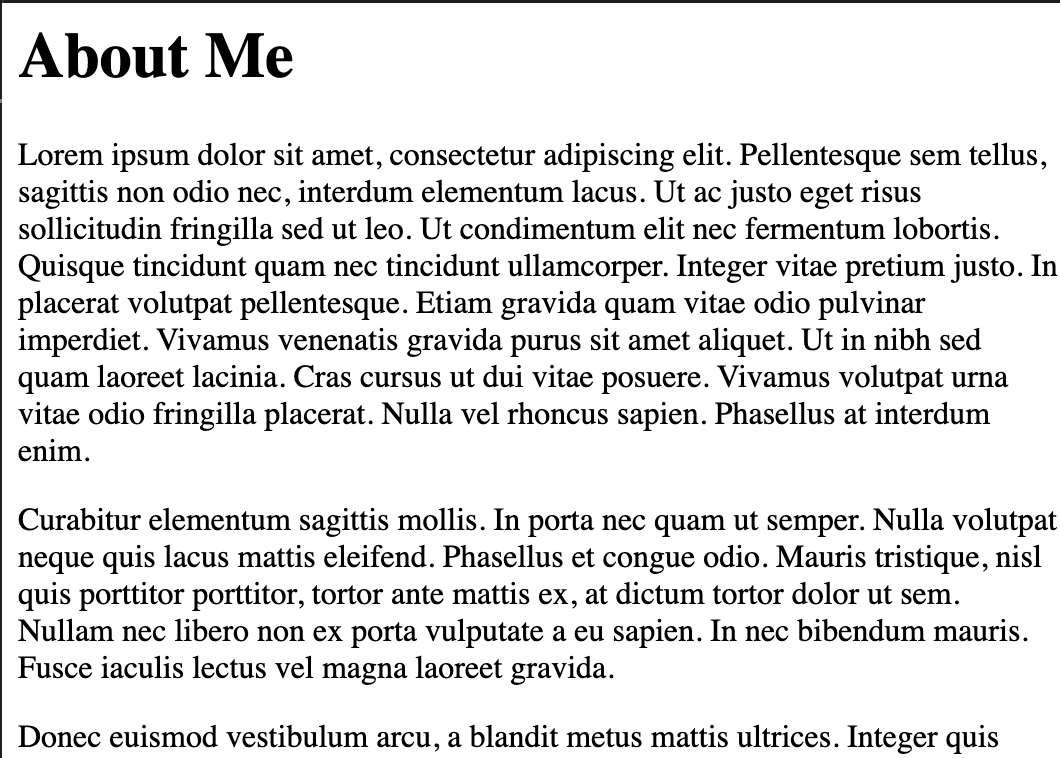 About Me
Lorem ipsum dolor sit amet, consectetur adipiscing elit. Pellentesque sem tellus,
sagittis non odio nec, interdum elementum lacus. Ut ac justo eget risus
sollicitudin fringilla sed ut leo. Ut condimentum elit nec fermentum lobortis.
Quisque tincidunt quam nec tincidunt ullamcorper. Integer vitae pretium justo. In
placerat volutpat pellentesque. Etiam gravida quam vitae odio pulvinar
imperdiet. Vivamus venenatis gravida purus sit amet aliquet. Ut in nibh sed
quam laoreet lacinia. Cras cursus ut dui vitae posuere. Vivamus volutpat urna
vitae odio fringilla placerat. Nulla vel rhoncus sapien. Phasellus at interdum
enim.
Curabitur elementum sagittis mollis. In porta nec quam ut semper. Nulla volutpat
neque quis lacus mattis eleifend. Phasellus et congue odio. Mauris tristique, nisl
quis porttitor porttitor, tortor ante mattis ex, at dictum tortor dolor ut sem.
Nullam nec libero non ex porta vulputate a eu sapien. In nec bibendum mauris.
Fusce iaculis lectus vel magna laoreet gravida.
Donec euismod vestibulum arcu, a blandit metus mattis ultrices. Integer quis